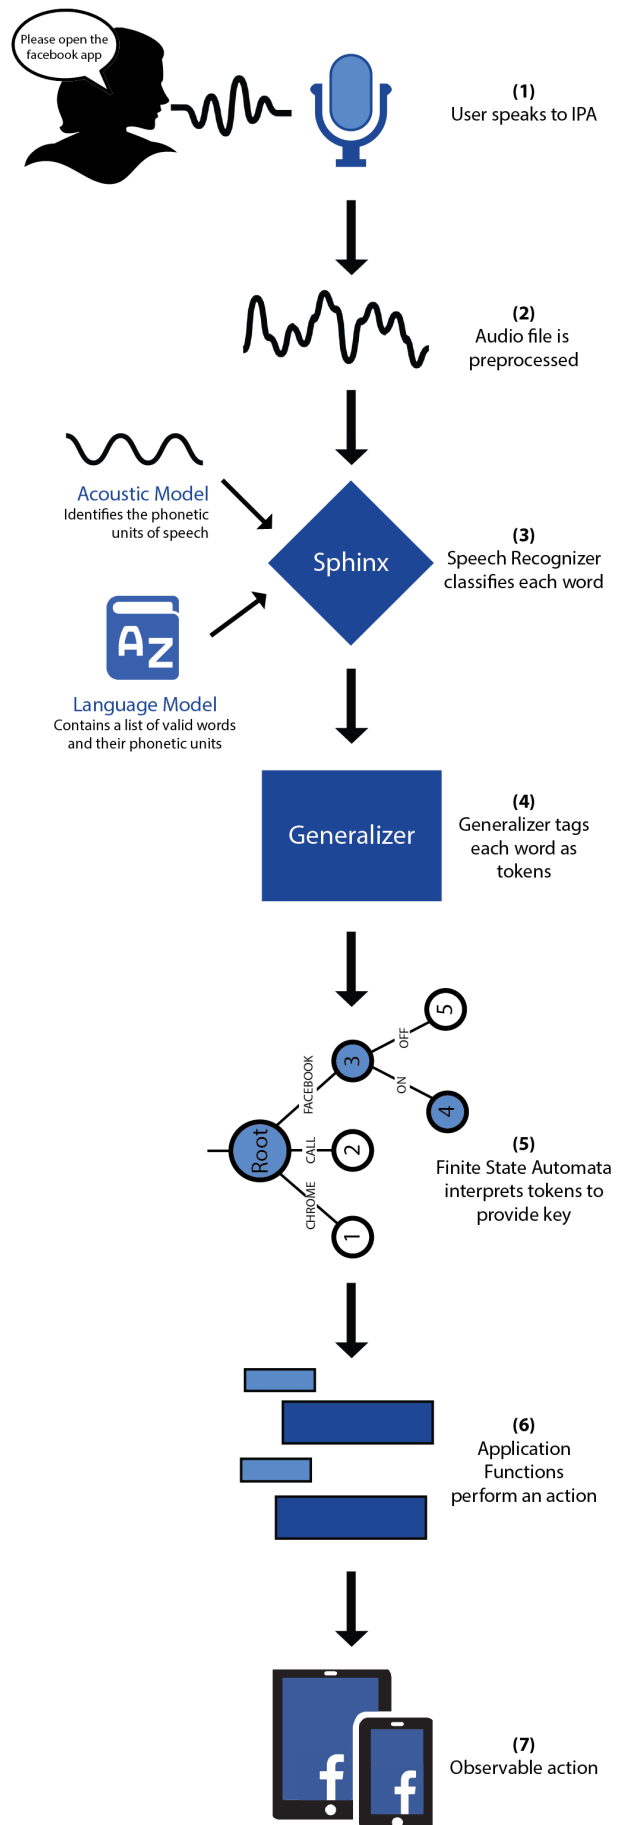 Please open the
facebook app
(1)
User speaks to IPA
(2)
Audio file is
preprocessed
Acoustic Model
Identifies the phonetic
units of speech
Sphinx
(3)
Speech Recognizer
classifies each word
A Z
Language Model
Contains a list of valid words
and their phonetic units
Generalizer
(4)
Generalizer tags
each word as
tokens
5
OFF
3
FACEBOOK
ON
4
Root
CALL
2
CHROME
1
(5)
Finite State Automata
interprets tokens to
provide key
(6)
Application
Functions
perform an action
f
f
(7)
Observable action